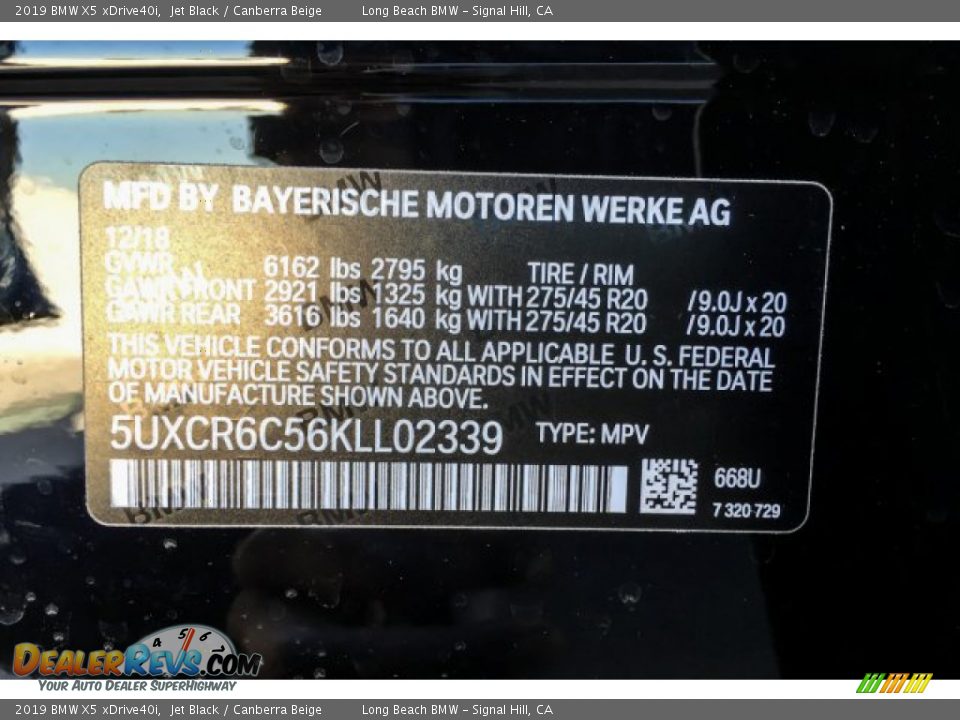 2019 BMW X5 xDrive40i, Jet Black / Canberra Beige Long Beach BMW - Signal Hill, CA
MFD BY BAYERISCHE MOTOREN WERKE AG
12/18
GVWR 6162 lbs 2795 kg TIRE / RIM
GAWR FRONT 2921 lbs 1325 kg WITH 275/45 R20 /9.0J x 20
GAWR REAR 3616 lbs 1640 kg WITH 275/45 R20 /9.0J x 20
THIS VEHICLE CONFORMS TO ALL APPLICABLE U. S. FEDERAL
MOTOR VEHICLE SAFETY STANDARDS IN EFFECT ON THE DATE
OF MANUFACTURE SHOWN ABOVE.
5UXCR6C56KLL02339 TYPE: MPV
668U
7 320 729
4 5 6
DEALERREVS.COM
YOUR AUTO DEALER SUPERHIGHWAY
2019 BMW X5 xDrive40i, Jet Black / Canberra Beige Long Beach BMW - Signal Hill, CA